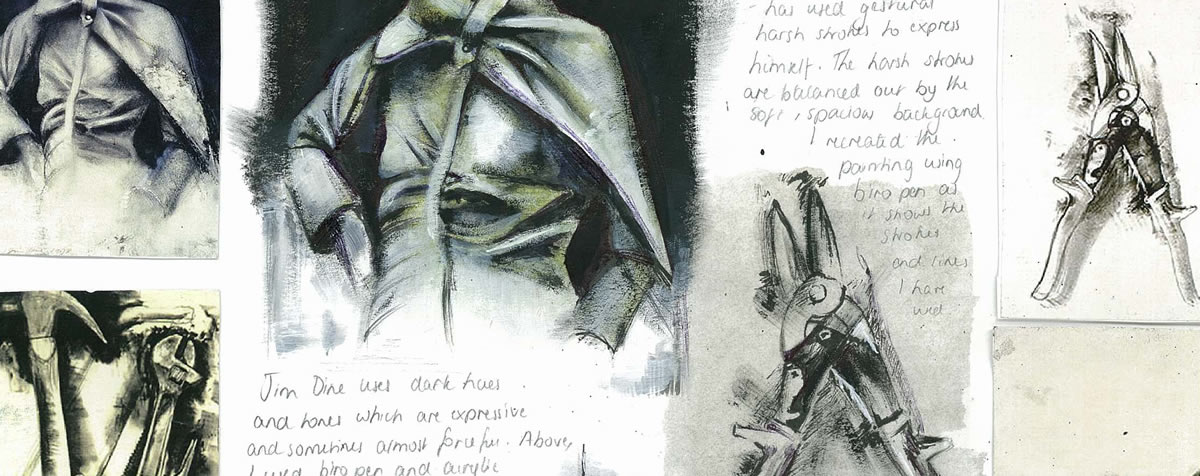 - has used gestural
harsh strokes to express
himself. The harsh strokes
are balanced out by the
soft, spacious background
I recreated the
painting using
biro pen as
it shows the
strokes
and lines
I have
used
Jim Dine uses dark hues
and tones which are expressive
and sometimes almost forceful. Above,
I used biro pen and acrylic